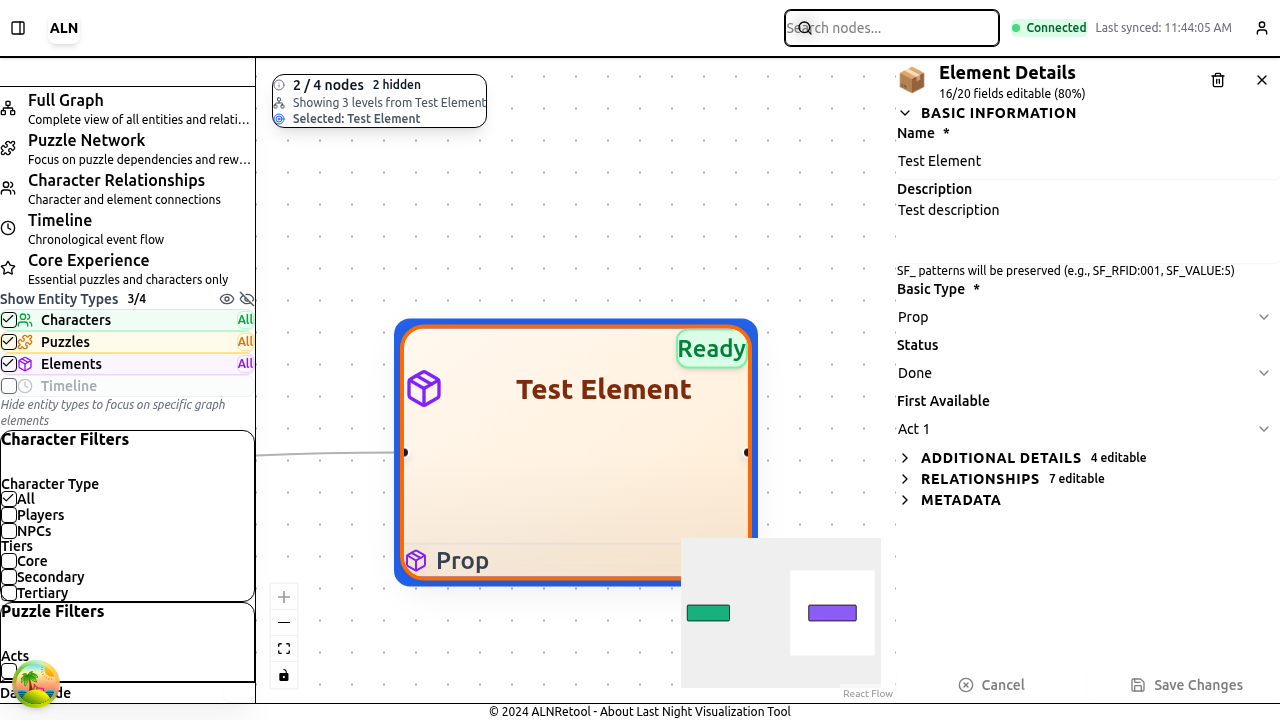 ALN
Search nodes...
Connected
Last synced: 11:44:05 AM
Full Graph
Complete view of all entities and relati...
Puzzle Network
Focus on puzzle dependencies and rew...
Character Relationships
Character and element connections
Timeline
Chronological event flow
Core Experience
Essential puzzles and characters only
Show Entity Types 3/4
Characters All
Puzzles All
Elements All
Timeline
Hide entity types to focus on specific graph
elements
Character Filters
Character Type
All
Players
NPCs
Tiers
Core
Secondary
Tertiary
Puzzle Filters
Acts
2 / 4 nodes 2 hidden
Showing 3 levels from Test Element
Selected: Test Element
Ready
Test Element
Prop
React Flow
Element Details
16/20 fields editable (80%)
BASIC INFORMATION
Name *
Test Element
Description
Test description
SF_ patterns will be preserved (e.g., SF_RFID:001, SF_VALUE:5)
Basic Type *
Prop
Status
Done
First Available
Act 1
ADDITIONAL DETAILS 4 editable
RELATIONSHIPS 7 editable
METADATA
Cancel
Save Changes
© 2024 ALNRetool - About Last Night Visualization Tool